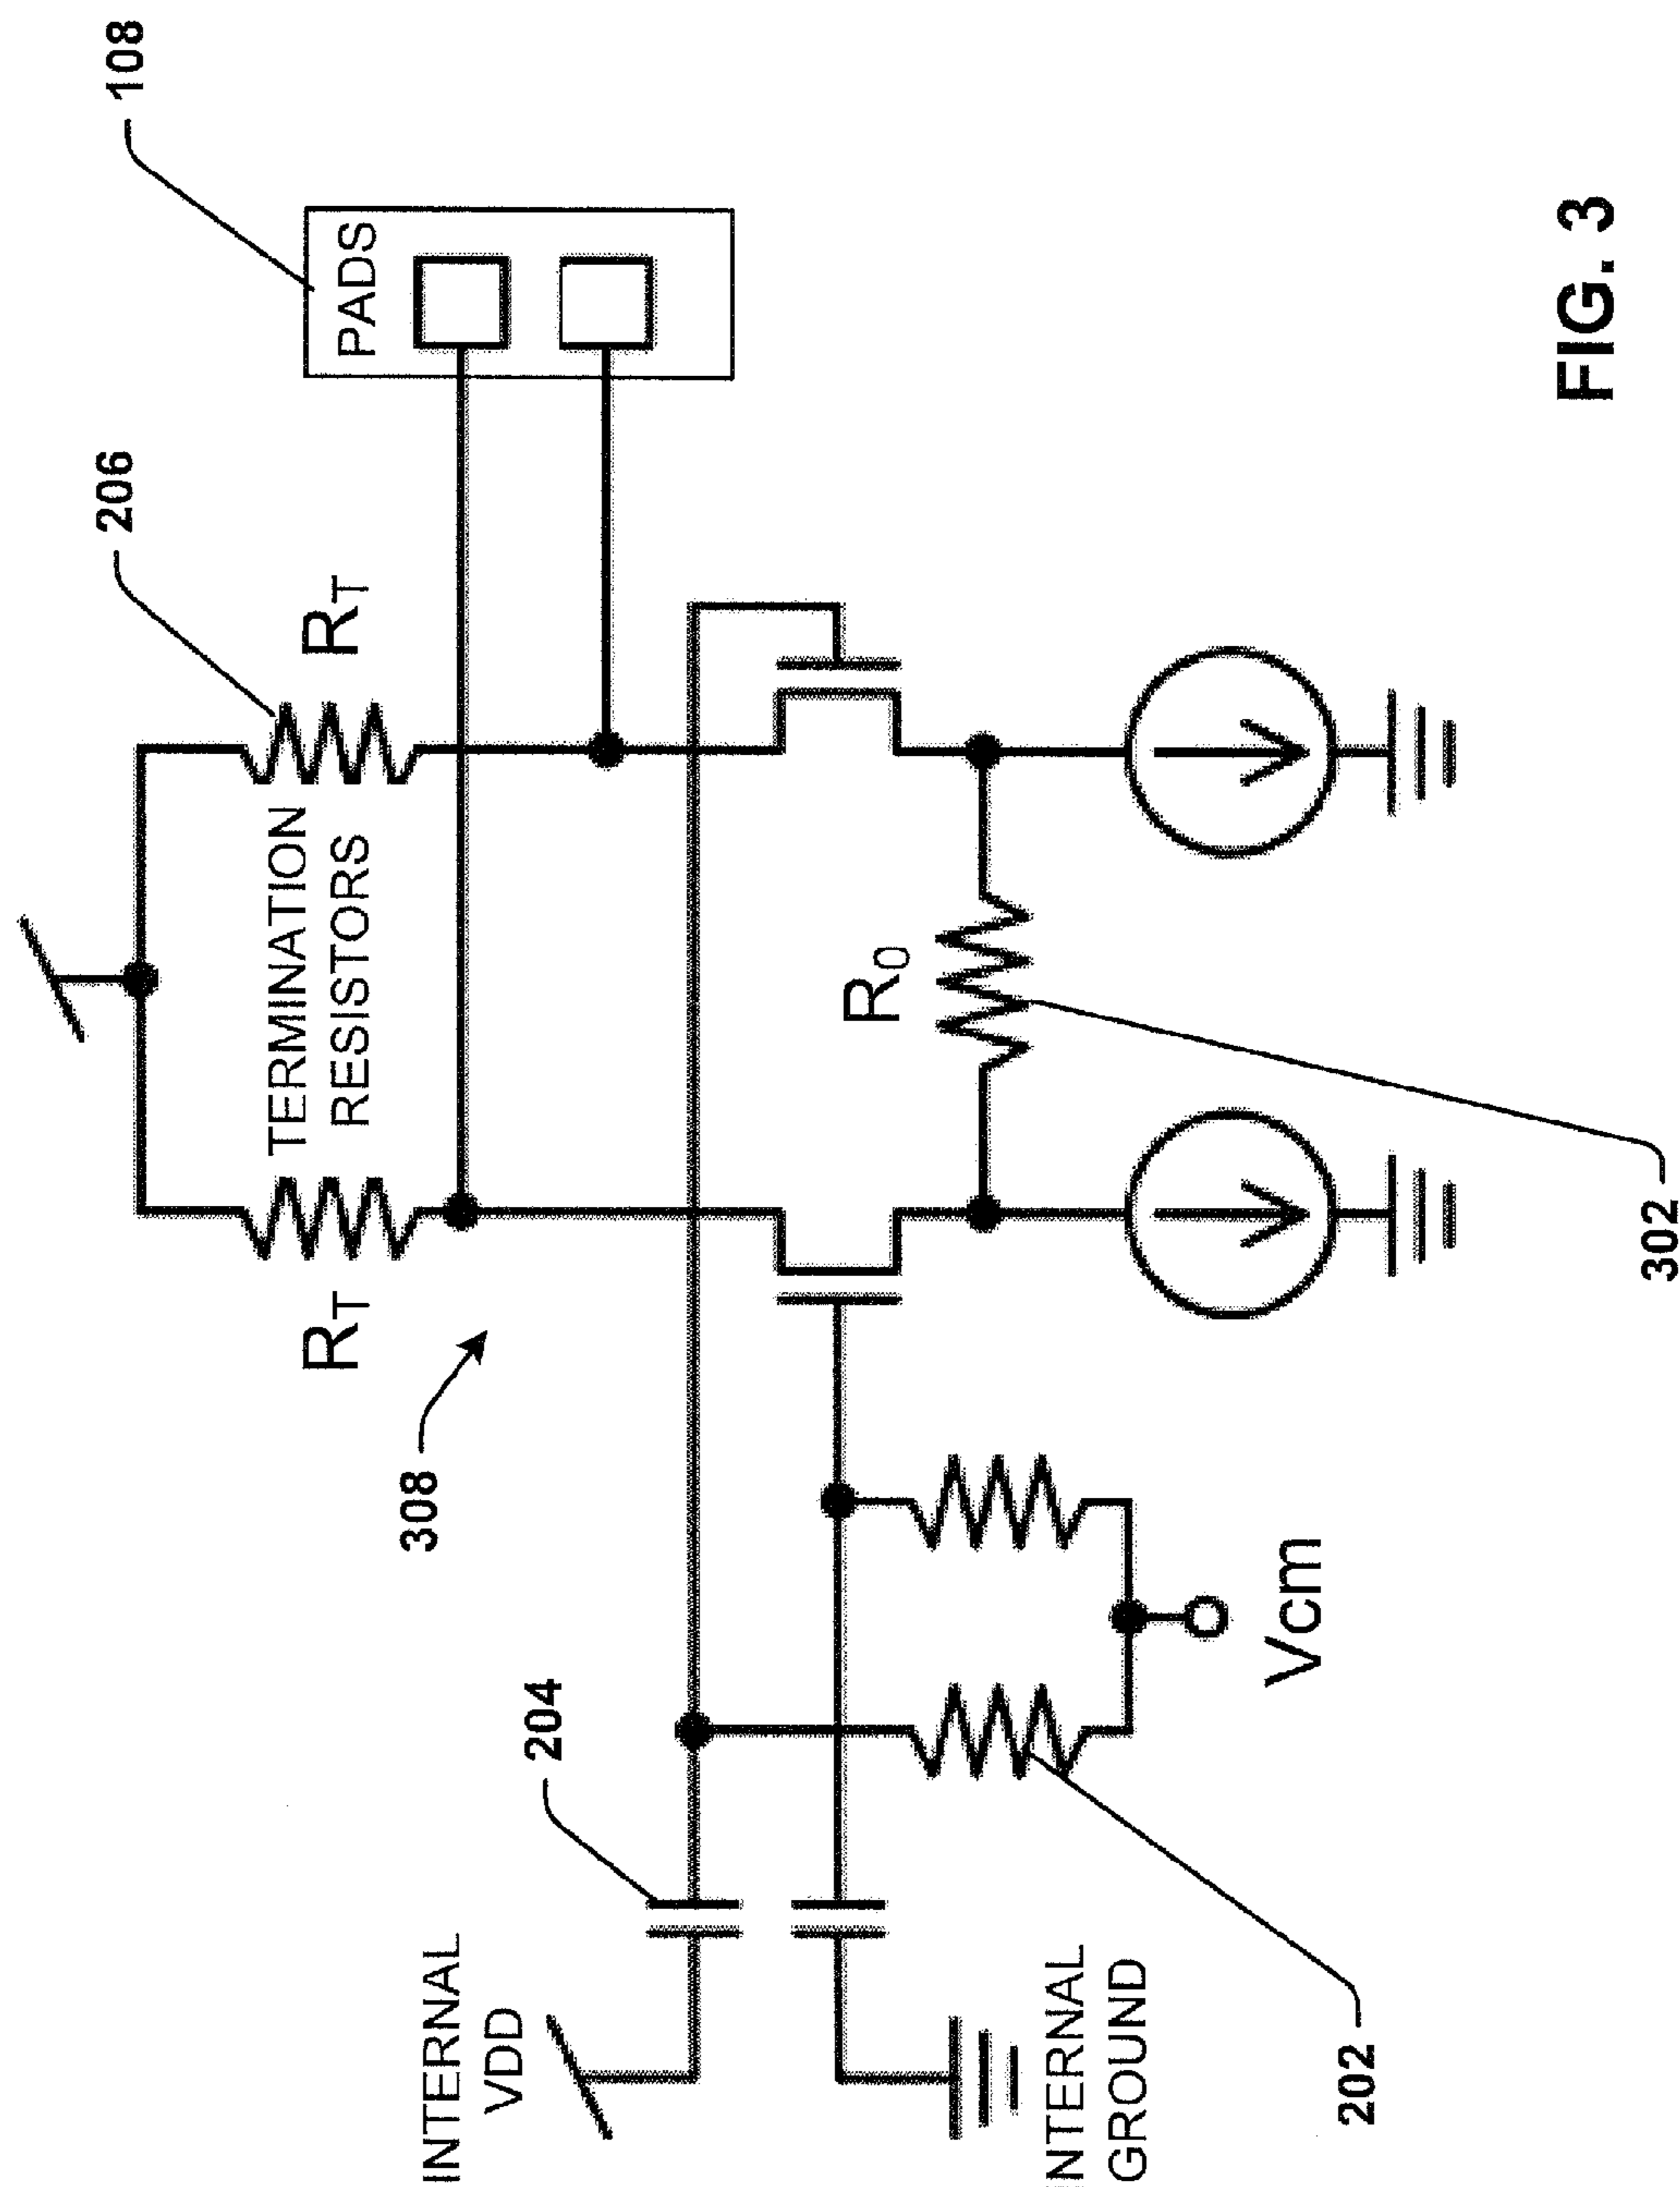 INTERNAL
VDD
204
308
RT
TERMINATION
RESISTORS
RT
206
PADS
108
INTERNAL
GROUND
202
Vcm
R0
302
FIG. 3